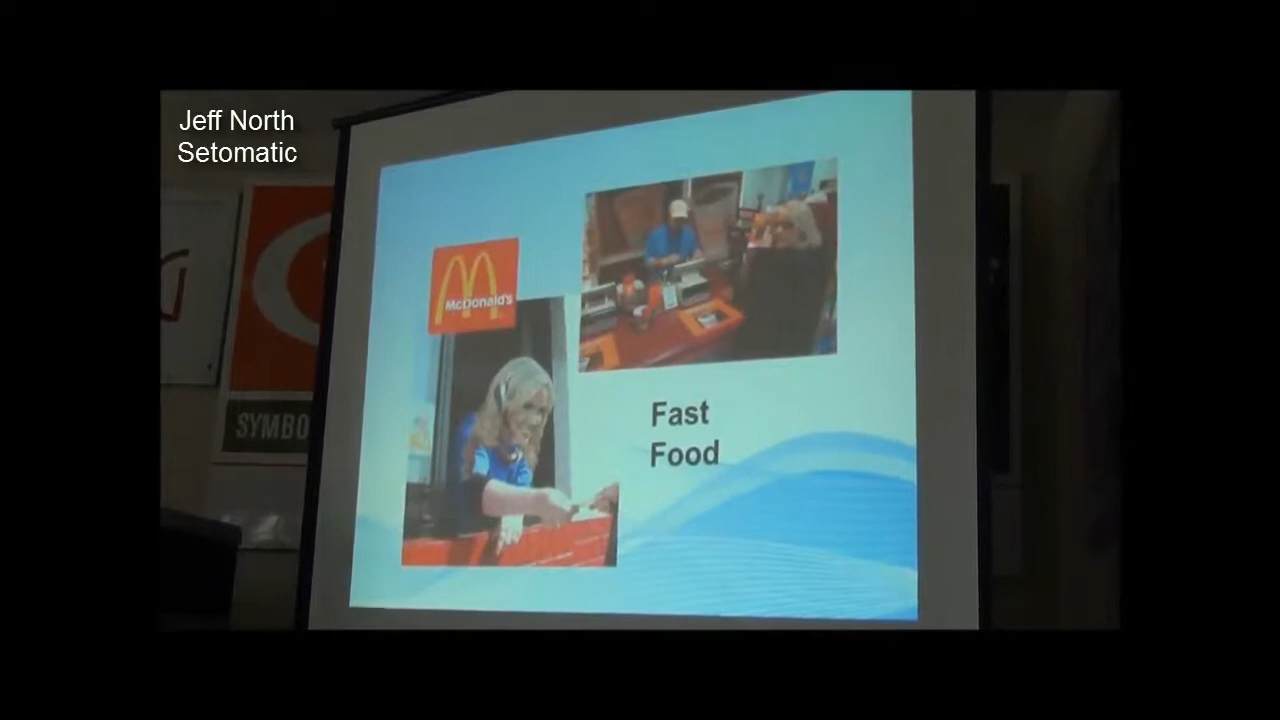 Jeff North
Setomatic
McDonald's
Fast
Food
SYMBO